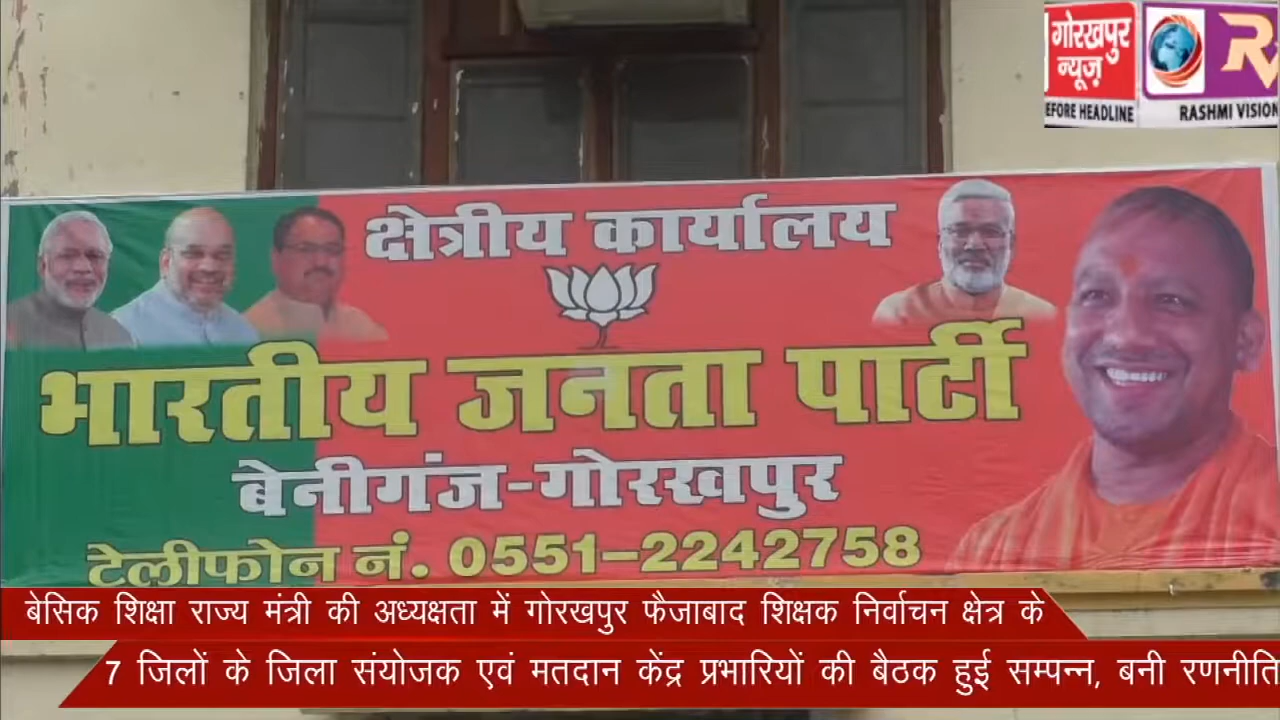 गोरखपुर
न्यूज़
EFORE HEADLINE
RV
RASHMI VISION
क्षेत्रीय कार्यालय
भारतीय जनता पार्टी
बेनीगंज-गोरखपुर
टेलीफोन नं. 0551-2242758
बेसिक शिक्षा राज्य मंत्री की अध्यक्षता में गोरखपुर फैजाबाद शिक्षक निर्वाचन क्षेत्र के
7 जिलों के जिला संयोजक एवं मतदान केंद्र प्रभारियों की बैठक हुई सम्पन्न, बनी रणनीति